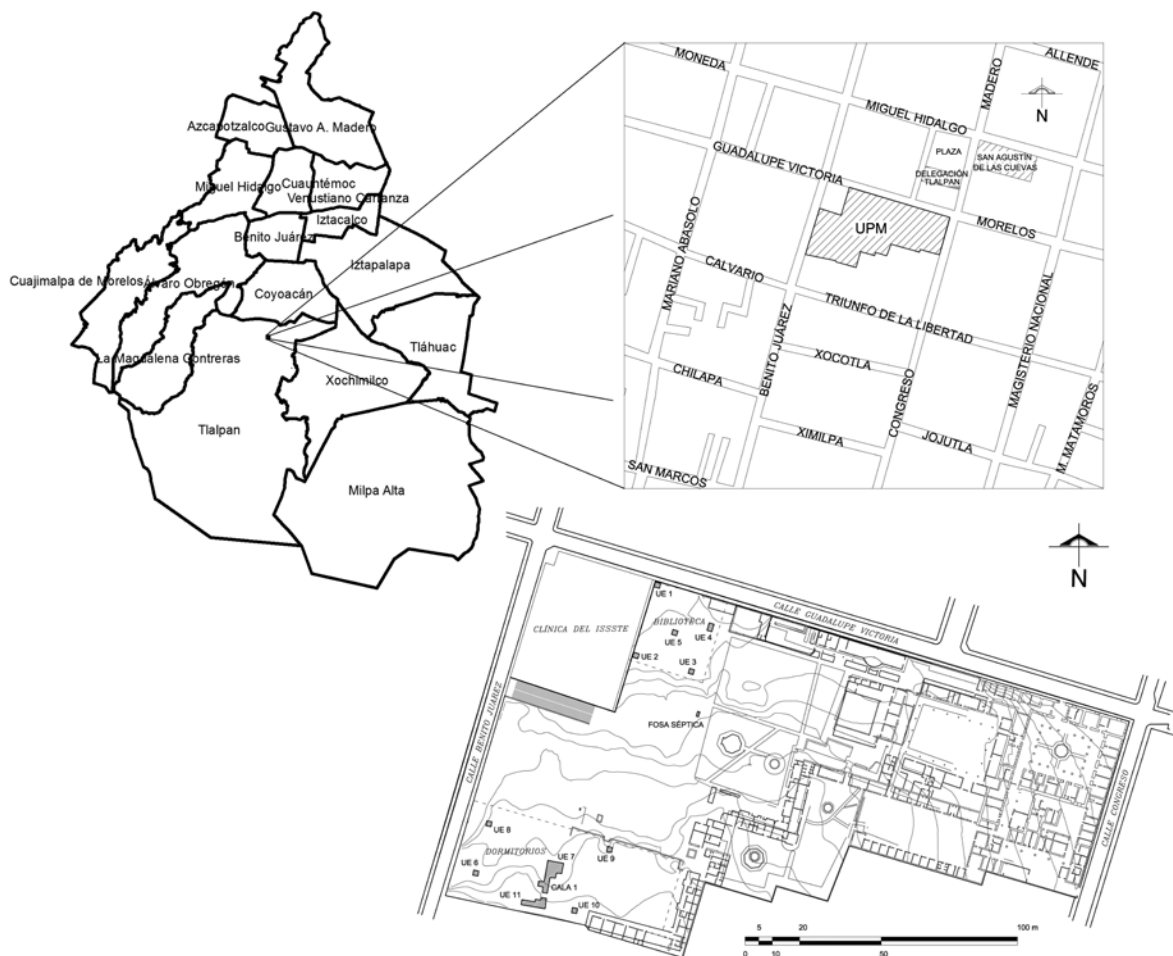 Azcapotzalco
Gustavo A. Madero
Miguel Hidalgo
Cuauhtémoc
Venustiano Carranza
Iztacalco
Benito Juárez
Iztapalapa
Cuajimalpa de Morelos
Álvaro Obregón
Coyoacán
La Magdalena Contreras
Tláhuac
Xochimilco
Tlalpan
Milpa Alta
MONEDA
ALLENDE
MADERO
N
MIGUEL HIDALGO
PLAZA
SAN AGUSTÍN
DE LAS CUEVAS
GUADALUPE VICTORIA
DELEGACIÓN
TLALPAN
MORELOS
UPM
MARIANO ABASOLO
CALVARIO
TRIUNFO DE LA LIBERTAD
MAGISTERIO NACIONAL
BENITO JUÁREZ
XOCOTLA
CHILAPA
CONGRESO
XIMILPA
JOJUTLA
M. MATAMOROS
SAN MARCOS
N
UE 1
CALLE GUADALUPE VICTORIA
CLÍNICA DEL ISSSTE
BIBLIOTECA
UE 4
UE 5
UE 2
UE 3
CALLE BENITO JUAREZ
FOSA SÉPTICA
CALLE CONGRESO
UE 8
DORMITORIOS
UE 9
UE 7
UE 6
CALA 1
UE 11
UE 10
5 20 100 m
0 10 50